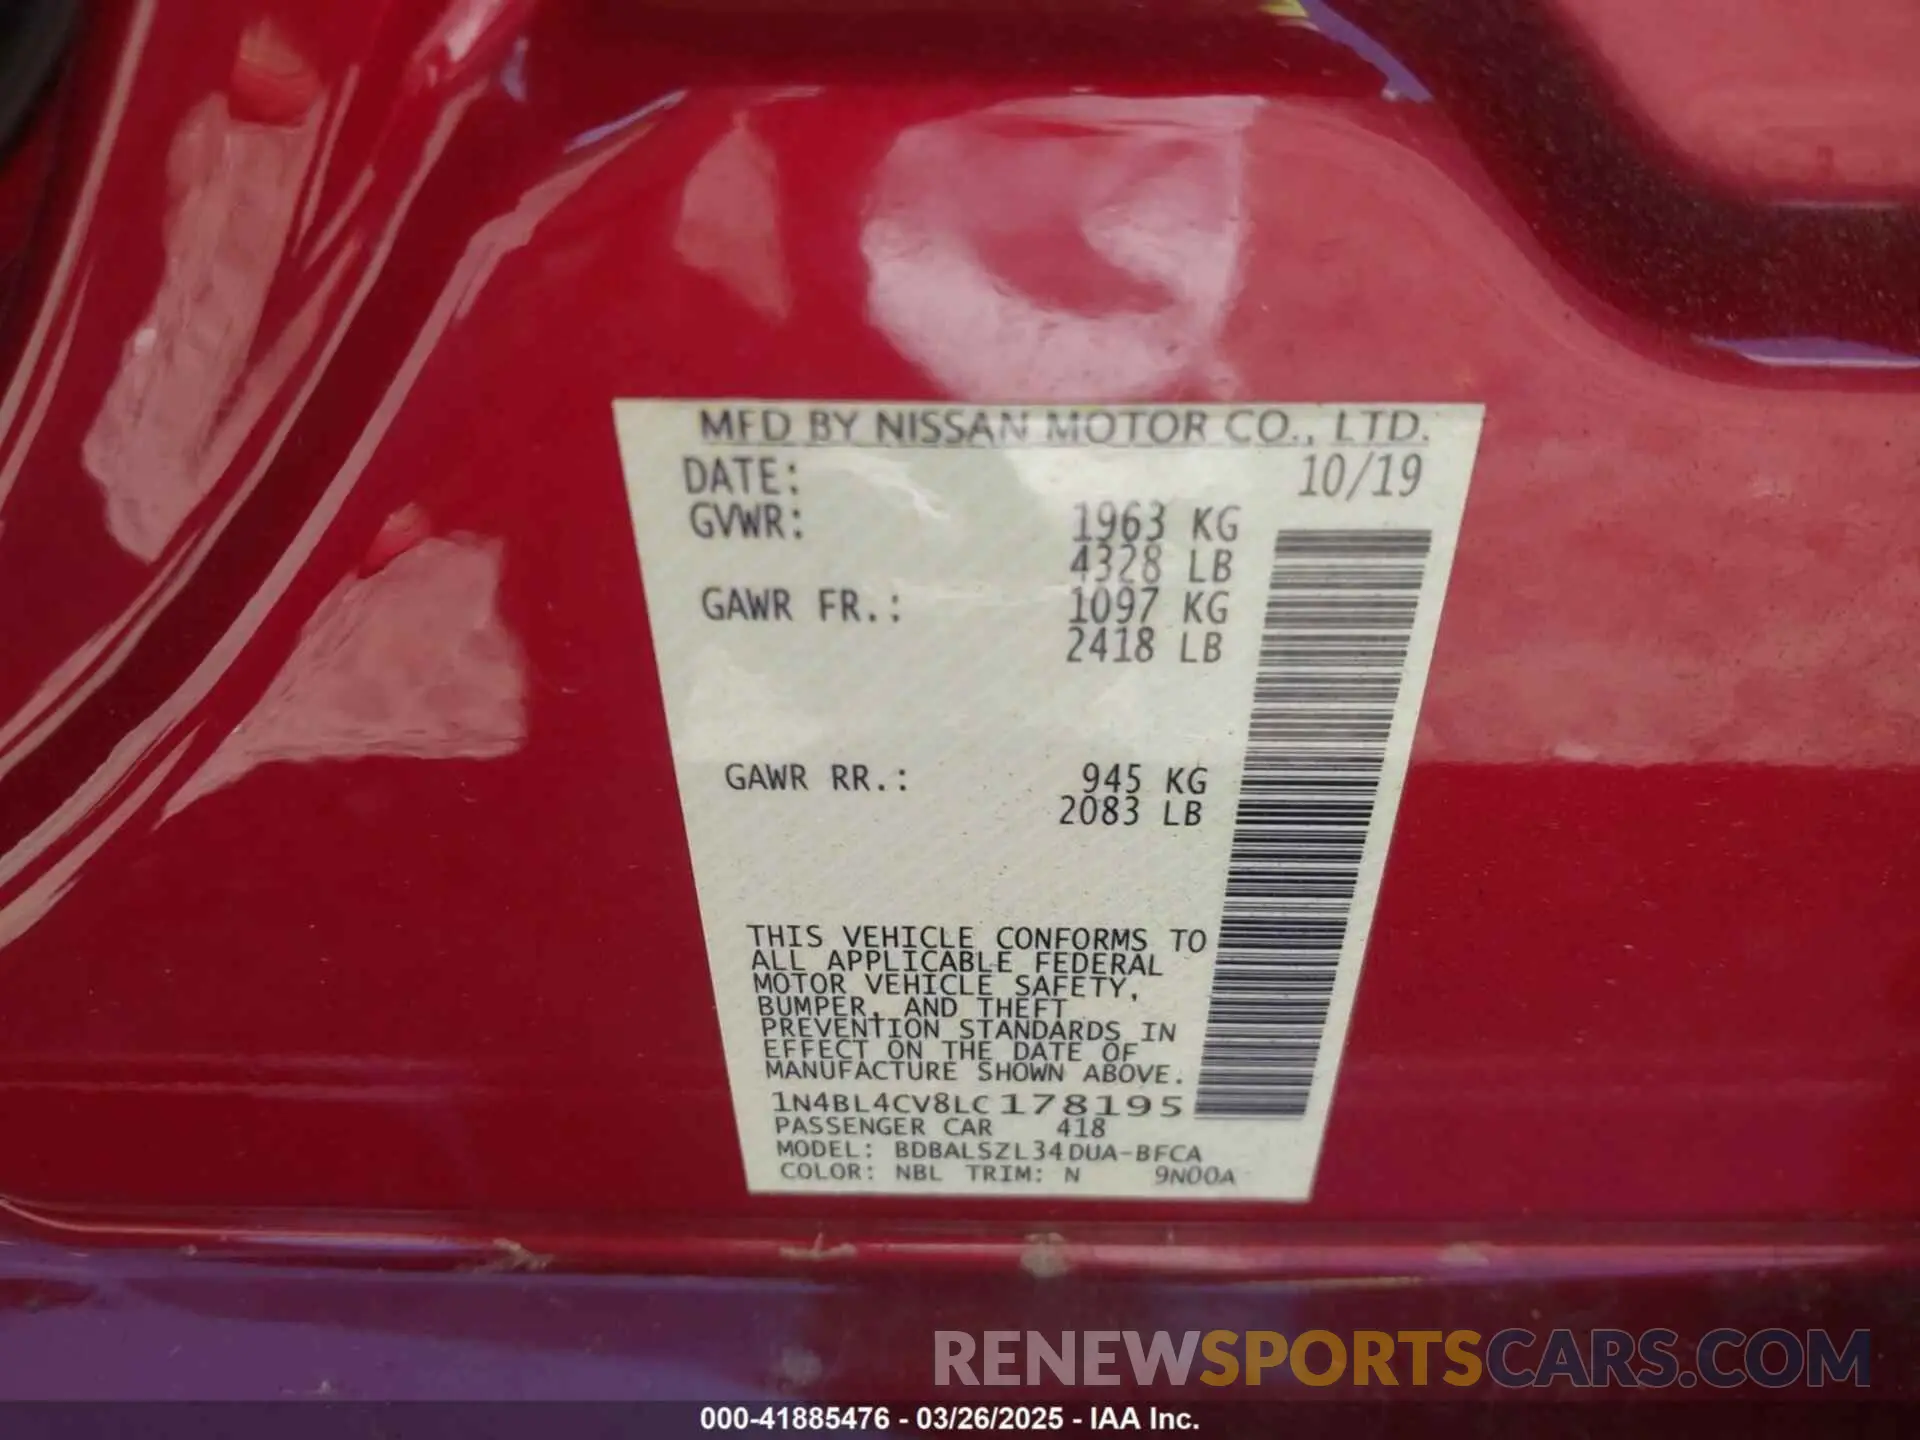 MFD BY NISSAN MOTOR CO., LTD.
DATE: 10/19
GVWR: 1963 KG
4328 LB
GAWR FR.: 1097 KG
2418 LB
GAWR RR.: 945 KG
2083 LB
THIS VEHICLE CONFORMS TO
ALL APPLICABLE FEDERAL
MOTOR VEHICLE SAFETY,
BUMPER, AND THEFT
PREVENTION STANDARDS IN
EFFECT ON THE DATE OF
MANUFACTURE SHOWN ABOVE.
1N4BL4CV8LC178195
PASSENGER CAR 418
MODEL: BDBALSZL34DUA-BFCA
COLOR: NBL TRIM: N 9N00A
RENEWSPORTSCARS.COM
000-41885476 - 03/26/2025 - IAA Inc.